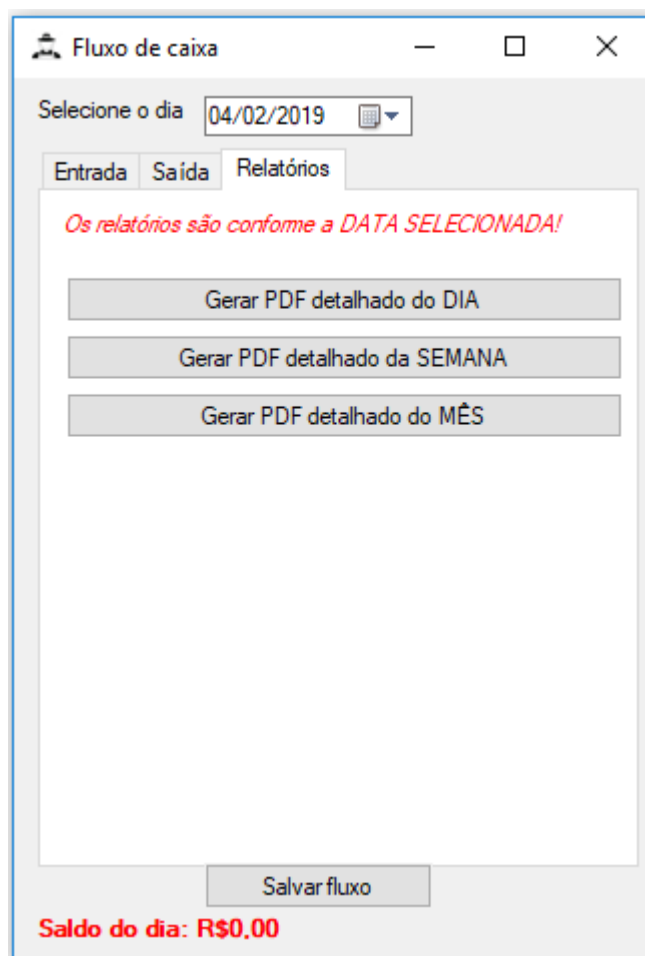 Fluxo de caixa
Selecione o dia 04/02/2019
Entrada Saída Relatórios
Os relatórios são conforme a DATA SELECIONADA!
Gerar PDF detalhado do DIA
Gerar PDF detalhado da SEMANA
Gerar PDF detalhado do MÊS
Salvar fluxo
Saldo do dia: R$0,00